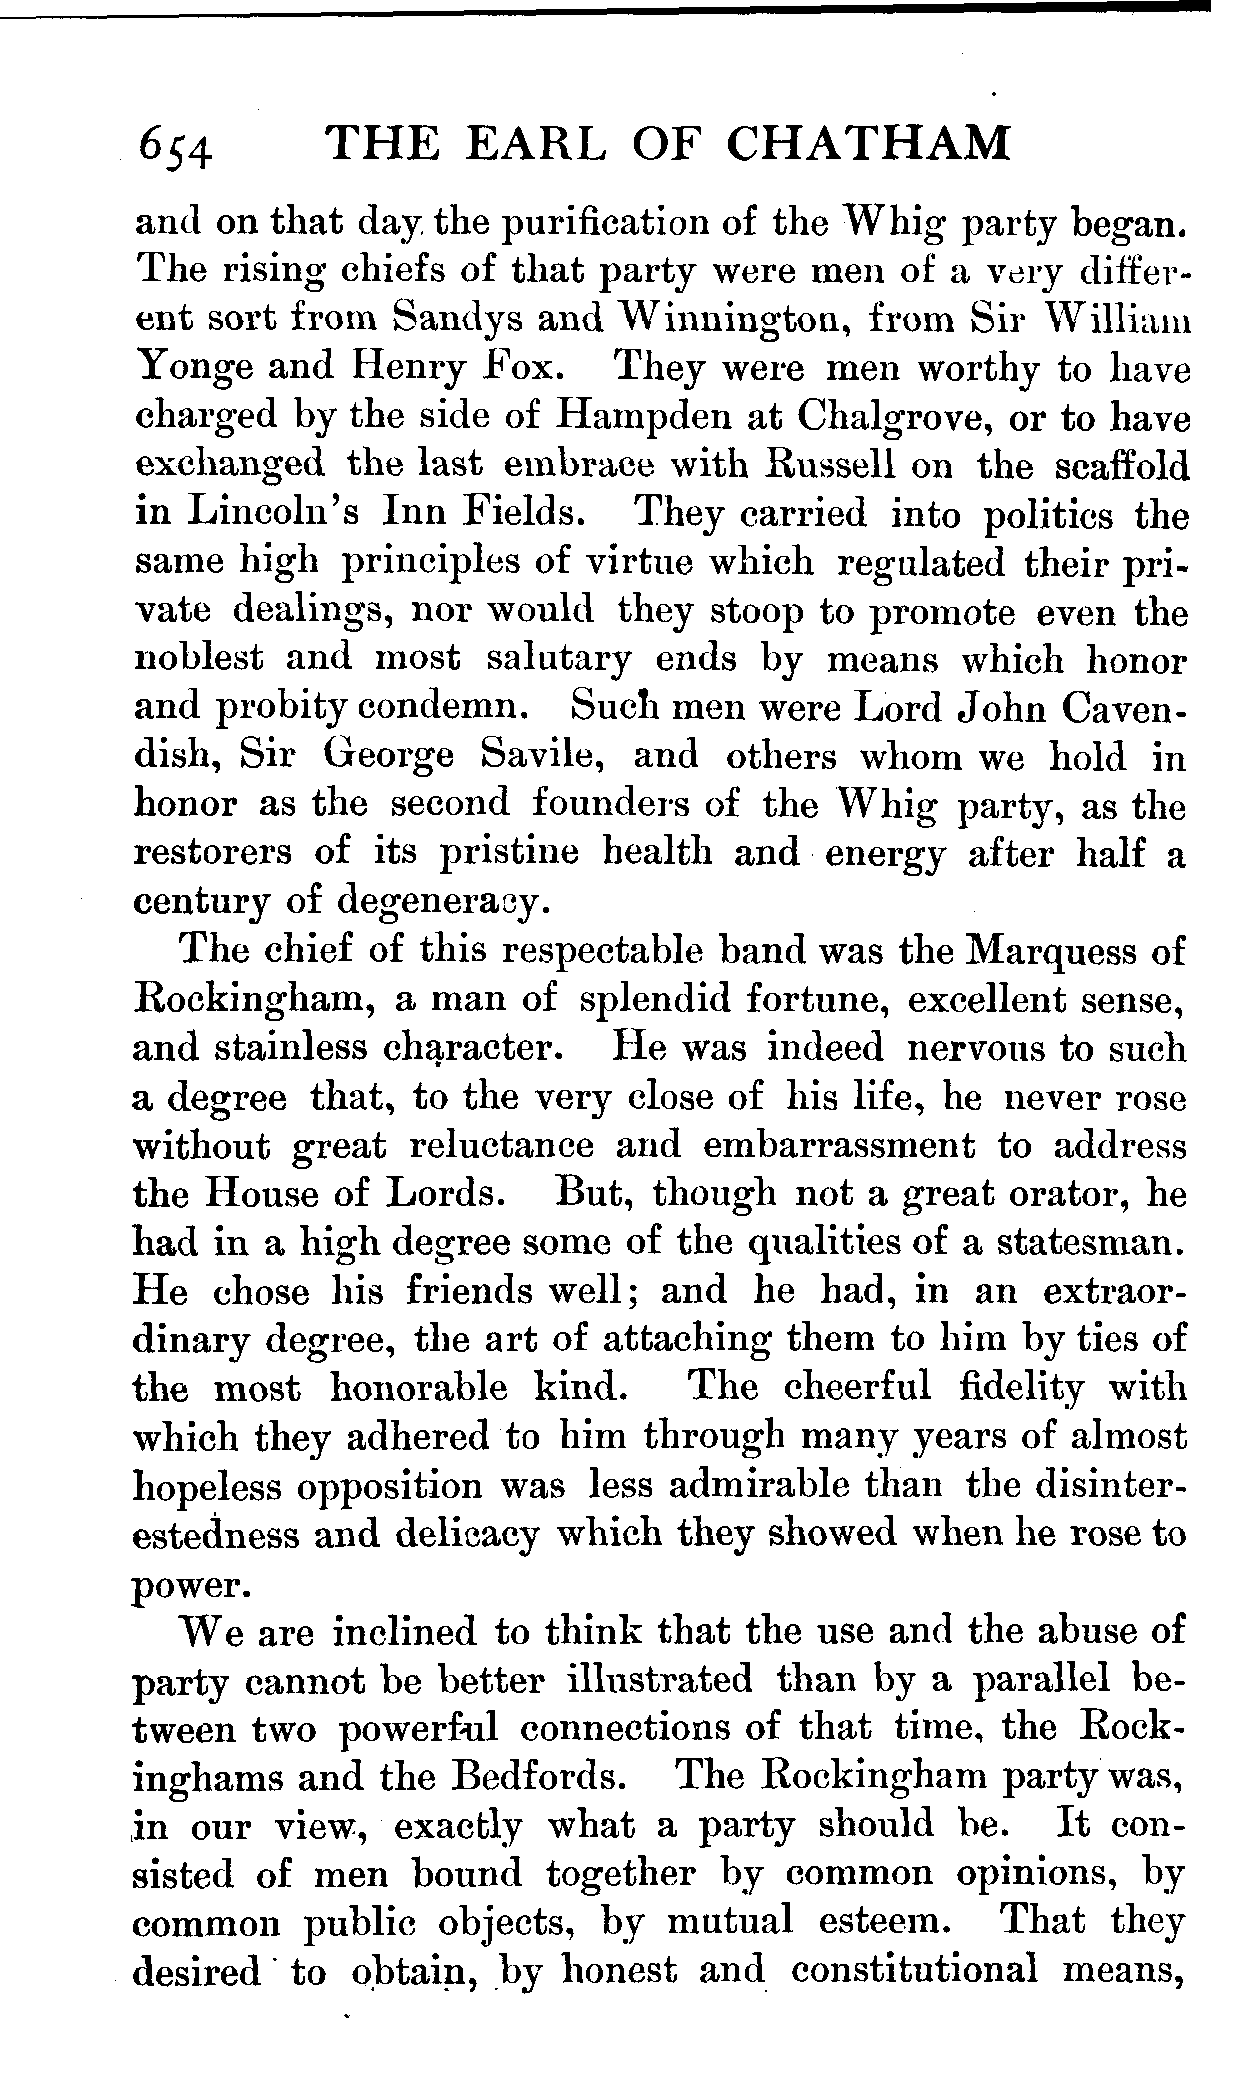 654 THE EARL OF CHATHAM
and on that day the purification of the Whig party began.
The rising chiefs of that party were men of a very differ-
ent sort from Sandys and Winnington, from Sir William
Yonge and Henry Fox. They were men worthy to have
charged by the side of Hampden at Chalgrove, or to have
exchanged the last embrace with Russell on the scaffold
in Lincoln's Inn Fields. They carried into politics the
same high principles of virtue which regulated their pri-
vate dealings, nor would they stoop to promote even the
noblest and most salutary ends by means which honor
and probity condemn. Such men were Lord John Caven-
dish, Sir George Savile, and others whom we hold in
honor as the second founders of the Whig party, as the
restorers of its pristine health and energy after half a
century of degeneracy.
The chief of this respectable band was the Marquess of
Rockingham, a man of splendid fortune, excellent sense,
and stainless character. He was indeed nervous to such
a degree that, to the very close of his life, he never rose
without great reluctance and embarrassment to address
the House of Lords. But, though not a great orator, he
had in a high degree some of the qualities of a statesman.
He chose his friends well; and he had, in an extraor-
dinary degree, the art of attaching them to him by ties of
the most honorable kind. The cheerful fidelity with
which they adhered to him through many years of almost
hopeless opposition was less admirable than the disinter-
estedness and delicacy which they showed when he rose to
power.
We are inclined to think that the use and the abuse of
party cannot be better illustrated than by a parallel be-
tween two powerful connections of that time, the Rock-
inghams and the Bedfords. The Rockingham party was,
in our view, exactly what a party should be. It con-
sisted of men bound together by common opinions, by
common public objects, by mutual esteem. That they
desired to obtain, by honest and constitutional means,